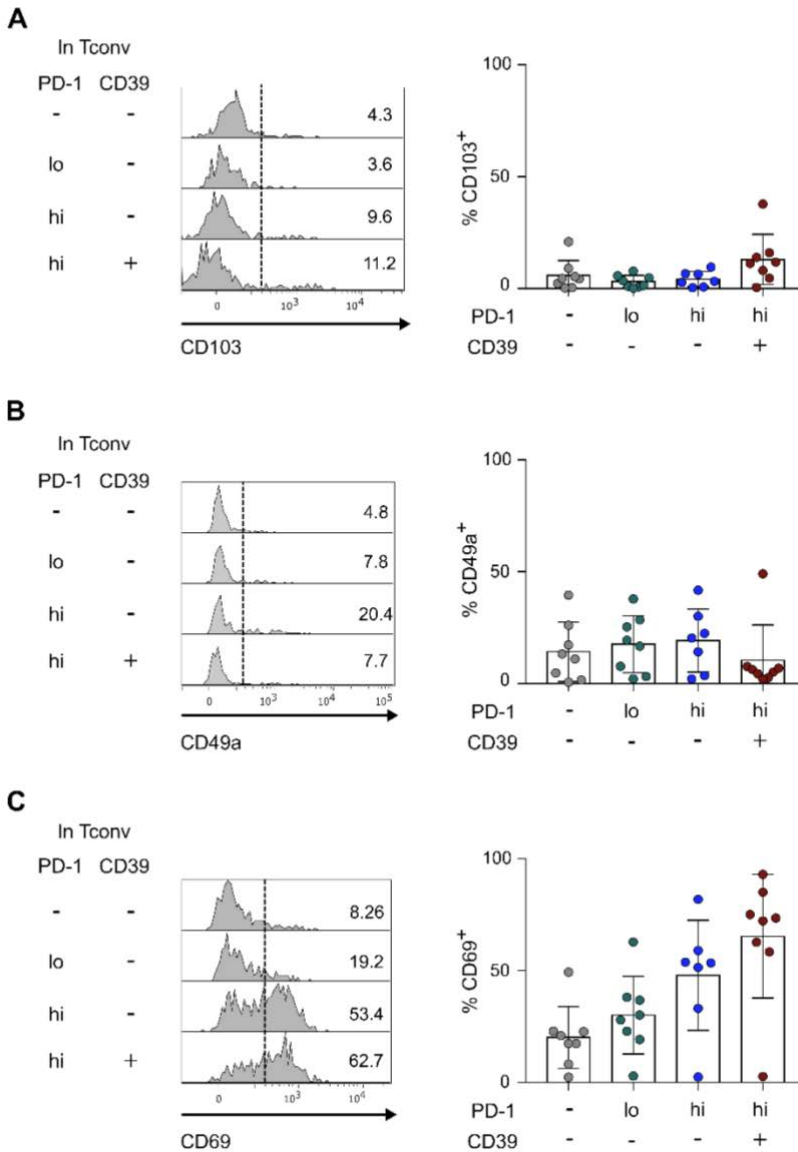 A
In Tconv
PD-1 CD39
- - 4.3
lo - 3.6
hi - 9.6
hi + 11.2
0 10³ 10⁴
CD103
100
50
0
% CD103⁺
PD-1 - lo hi hi
CD39 - - - +
B
In Tconv
PD-1 CD39
- - 4.8
lo - 7.8
hi - 20.4
hi + 7.7
0 10³ 10⁴ 10⁵
CD49a
100
50
0
% CD49a⁺
PD-1 - lo hi hi
CD39 - - - +
C
In Tconv
PD-1 CD39
- - 8.26
lo - 19.2
hi - 53.4
hi + 62.7
0 10³ 10⁴
CD69
100
50
0
% CD69⁺
PD-1 - lo hi hi
CD39 - - - +